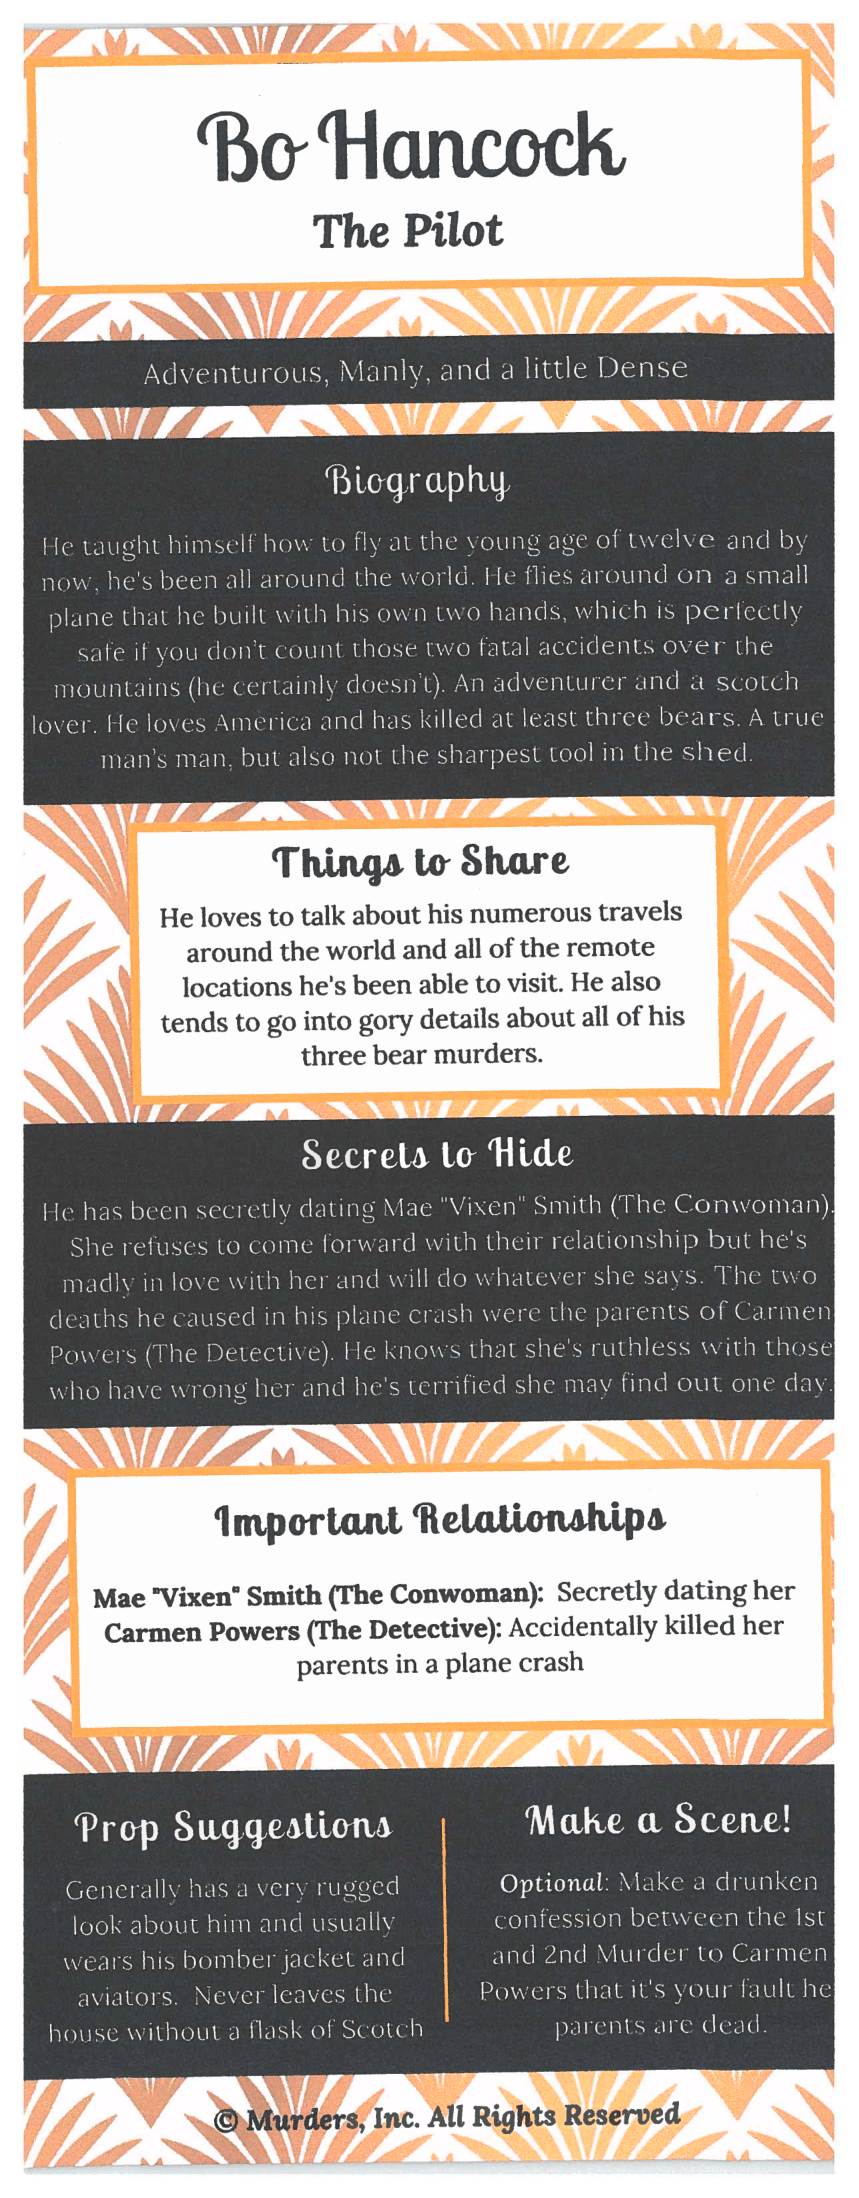 Bo Hancock
The Pilot
Adventurous, Manly, and a little Dense
Biography
He taught himself how to fly at the young age of twelve and by
now, he's been all around the world. He flies around on a small
plane that he built with his own two hands, which is perfectly
safe if you don't count those two fatal accidents over the
mountains (he certainly doesn't). An adventurer and a scotch
lover. He loves America and has killed at least three bears. A true
man's man, but also not the sharpest tool in the shed.
Things to Share
He loves to talk about his numerous travels
around the world and all of the remote
locations he's been able to visit. He also
tends to go into gory details about all of his
three bear murders.
Secrets to Hide
He has been secretly dating Mae "Vixen" Smith (The Conwoman).
She refuses to come forward with their relationship but he's
madly in love with her and will do whatever she says. The two
deaths he caused in his plane crash were the parents of Carmen
Powers (The Detective). He knows that she's ruthless with those
who have wrong her and he's terrified she may find out one day.
Important Relationships
Mae "Vixen" Smith (The Conwoman): Secretly dating her
Carmen Powers (The Detective): Accidentally killed her
parents in a plane crash
Prop Suggestions
Generally has a very rugged
look about him and usually
wears his bomber jacket and
aviators. Never leaves the
house without a flask of Scotch
Make a Scene!
Optional: Make a drunken
confession between the 1st
and 2nd Murder to Carmen
Powers that it's your fault he
parents are dead.
© Murders, Inc. All Rights Reserved